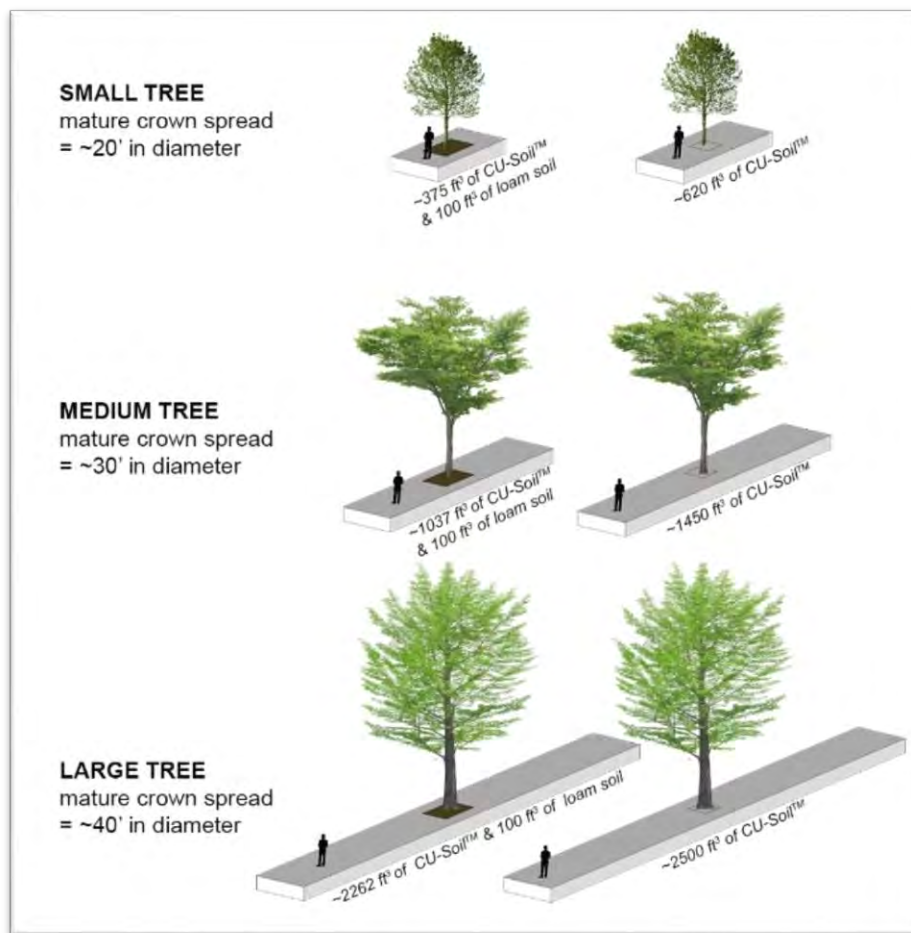 SMALL TREE
mature crown spread
= ~20' in diameter
~375 ft³ of CU-Soil™
& 100 ft³ of loam soil
~620 ft³ of CU-Soil™
MEDIUM TREE
mature crown spread
= ~30' in diameter
~1037 ft³ of CU-Soil™
& 100 ft³ of loam soil
~1450 ft³ of CU-Soil™
LARGE TREE
mature crown spread
= ~40' in diameter
~2262 ft³ of CU-Soil™ & 100 ft³ of loam soil
~2500 ft³ of CU-Soil™